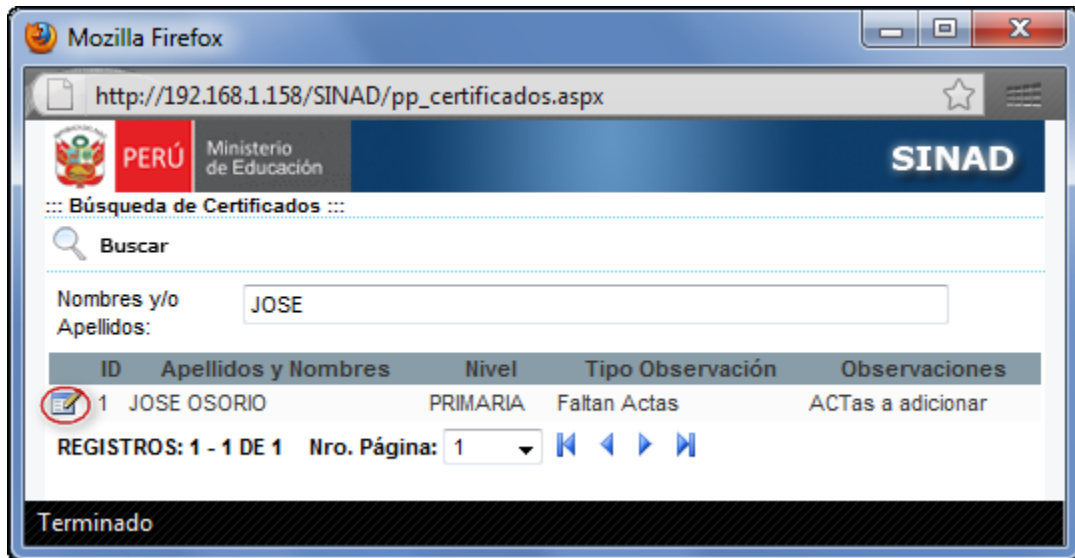 Mozilla Firefox
http://192.168.1.158/SINAD/pp_certificados.aspx
PERÚ
Ministerio
de Educación
SINAD
::: Búsqueda de Certificados :::
Buscar
Nombres y/o
Apellidos:
JOSE
ID Apellidos y Nombres Nivel Tipo Observación Observaciones
1 JOSE OSORIO PRIMARIA Faltan Actas ACTas a adicionar
REGISTROS: 1 - 1 DE 1 Nro. Página: 1
Terminado